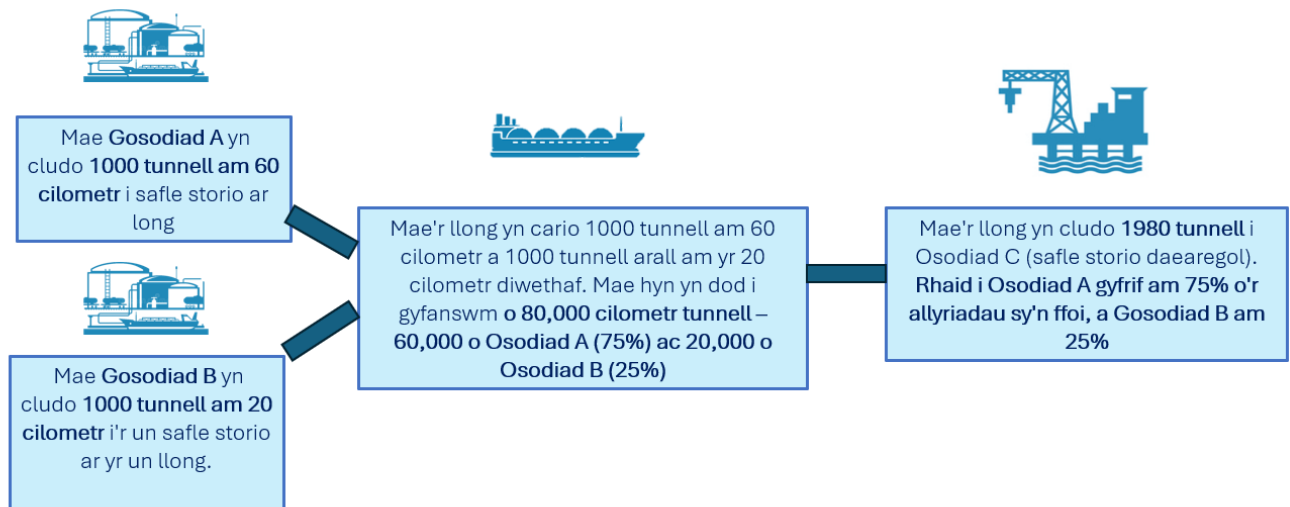 Mae Gosodiad A yn
cludo 1000 tunnell am 60
cilometr i safle storio ar
long
Mae Gosodiad B yn
cludo 1000 tunnell am 20
cilometr i'r un safle storio
ar yr un llong.
Mae'r llong yn cario 1000 tunnell am 60
cilometr a 1000 tunnell arall am yr 20
cilometr diwethaf. Mae hyn yn dod i
gyfanswm o 80,000 cilometr tunnell –
60,000 o Osodiad A (75%) ac 20,000 o
Osodiad B (25%)
Mae'r llong yn cludo 1980 tunnell i
Osodiad C (safle storio daearegol).
Rhaid i Osodiad A gyfrif am 75% o'r
allyriadau sy'n ffoi, a Gosodiad B am
25%